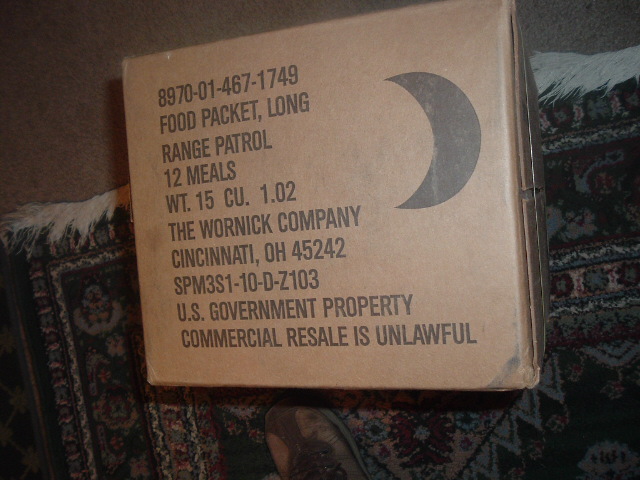 8970-01-467-1749
FOOD PACKET, LONG
RANGE PATROL
12 MEALS
WT. 15 CU. 1.02
THE WORNICK COMPANY
CINCINNATI, OH 45242
SPM3S1-10-D-Z103
U.S. GOVERNMENT PROPERTY
COMMERCIAL RESALE IS UNLAWFUL